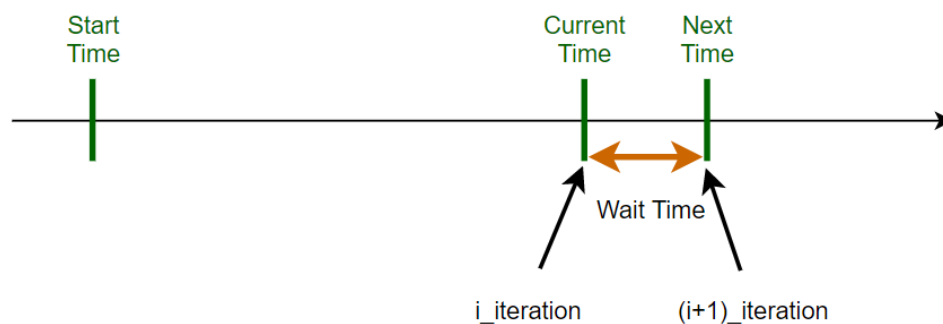 Start
Time
Current
Time
Next
Time
Wait Time
i_iteration
(i+1)_iteration